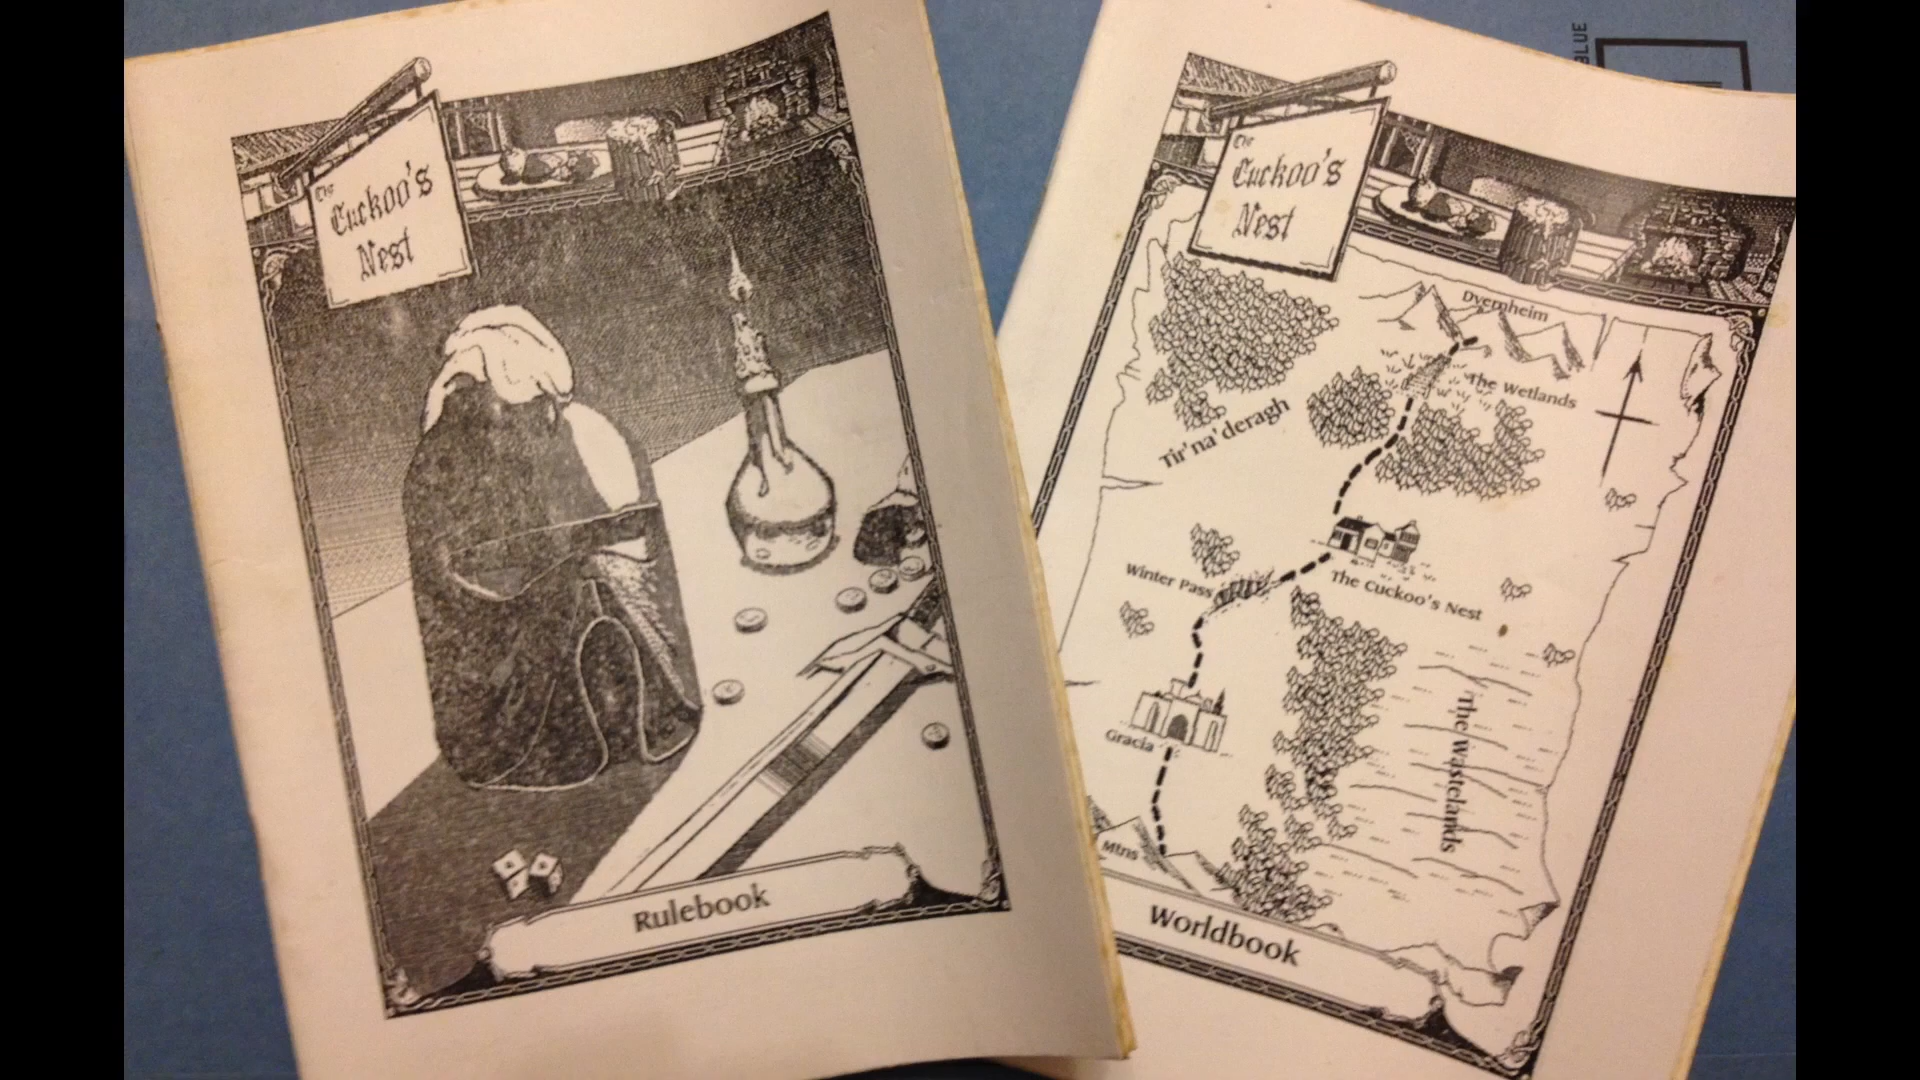 The
Cuckoo's
Nest
Rulebook
BLUE
The
Cuckoo's
Nest
Dvernheim
The Wetlands
Tir'na'deragh
Winter Pass
The Cuckoo's Nest
The Wastelands
Gracia
Mtns
Worldbook